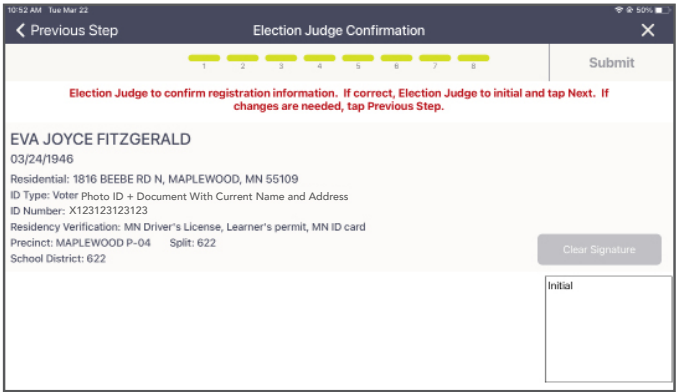 10:52 AM Tue Mar 22 50%
Previous Step Election Judge Confirmation
1 2 3 4 5 6 7 8 Submit
Election Judge to confirm registration information. If correct, Election Judge to initial and tap Next. If
changes are needed, tap Previous Step.
EVA JOYCE FITZGERALD
03/24/1946
Residential: 1816 BEEBE RD N, MAPLEWOOD, MN 55109
ID Type: Voter Photo ID + Document With Current Name and Address
ID Number: X123123123123
Residency Verification: MN Driver's License, Learner's permit, MN ID card
Precinct: MAPLEWOOD P-04 Split: 622
School District: 622
Clear Signature
Initial